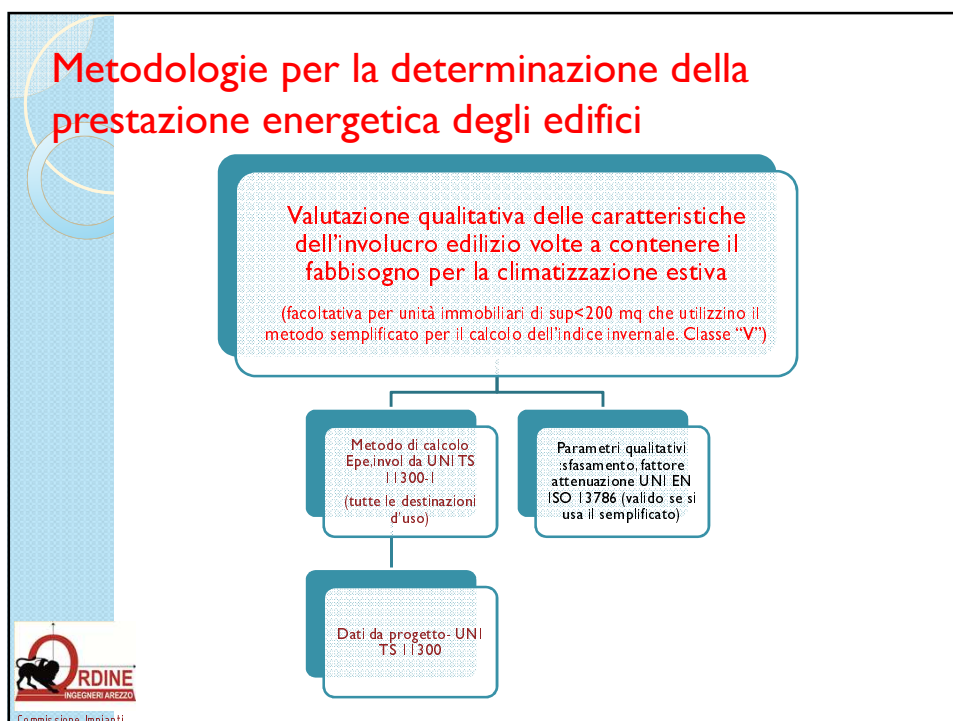 Metodologie per la determinazione della
prestazione energetica degli edifici
Valutazione qualitativa delle caratteristiche
dell'involucro edilizio volte a contenere il
fabbisogno per la climatizzazione estiva
(facoltativa per unità immobiliari di sup<200 mq che utilizzino il
metodo semplificato per il calcolo dell'indice invernale. Classe “V”)
Metodo di calcolo
Epe,invol da UNI TS
11300-1
(tutte le destinazioni
d'uso)
Parametri qualitativi
:sfasamento, fattore
attenuazione UNI EN
ISO 13786 (valido se si
usa il semplificato)
Dati da progetto- UNI
TS 11300
ORDINE
INGEGNERI AREZZO
Commissione Impianti